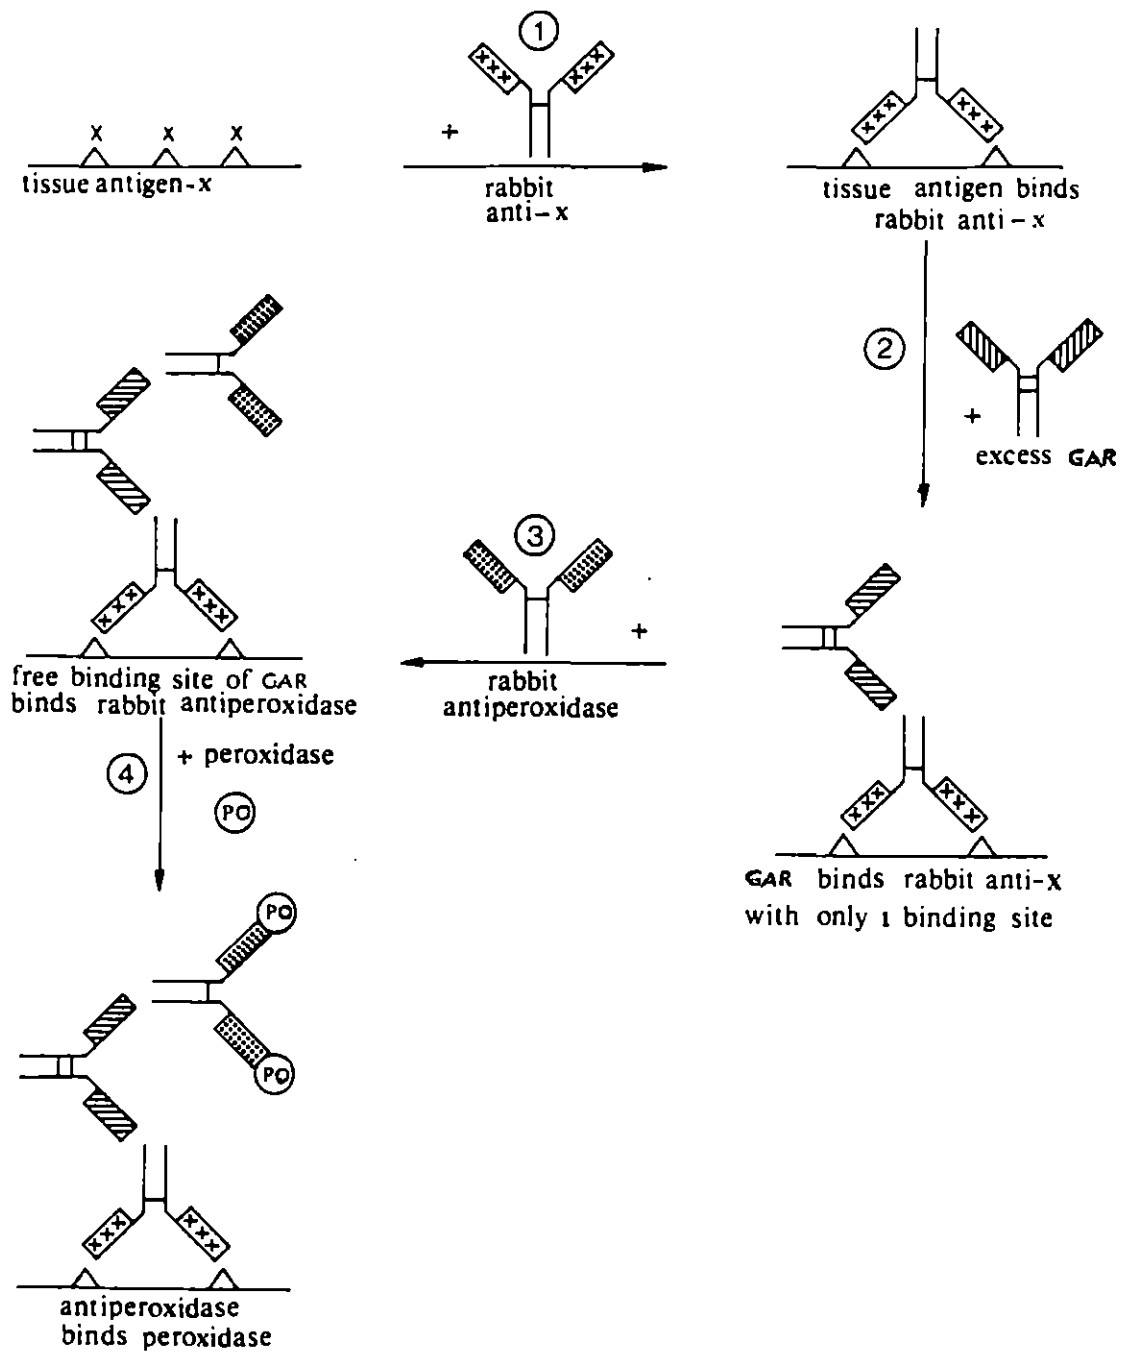 1
x x x
+
tissue antigen-x
rabbit
anti-x
tissue antigen binds
rabbit anti-x
2
+
excess GAR
GAR binds rabbit anti-x
with only 1 binding site
3
+
rabbit
antiperoxidase
free binding site of GAR
binds rabbit antiperoxidase
4
+ peroxidase
PO
PO
PO
antiperoxidase
binds peroxidase